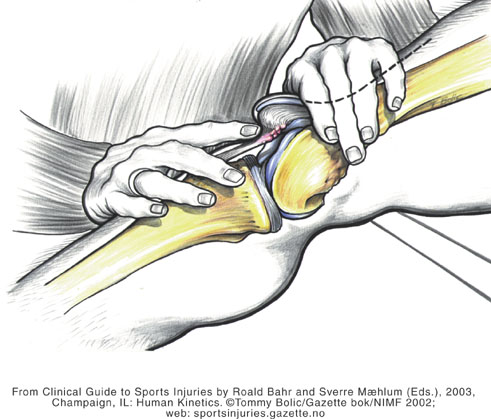 From Clinical Guide to Sports Injuries by Roald Bahr and Sverre Mæhlum (Eds.), 2003,
Champaign, IL: Human Kinetics. ©Tommy Bolic/Gazette bok/NIMF 2002;
web: sportsinjuries.gazette.no